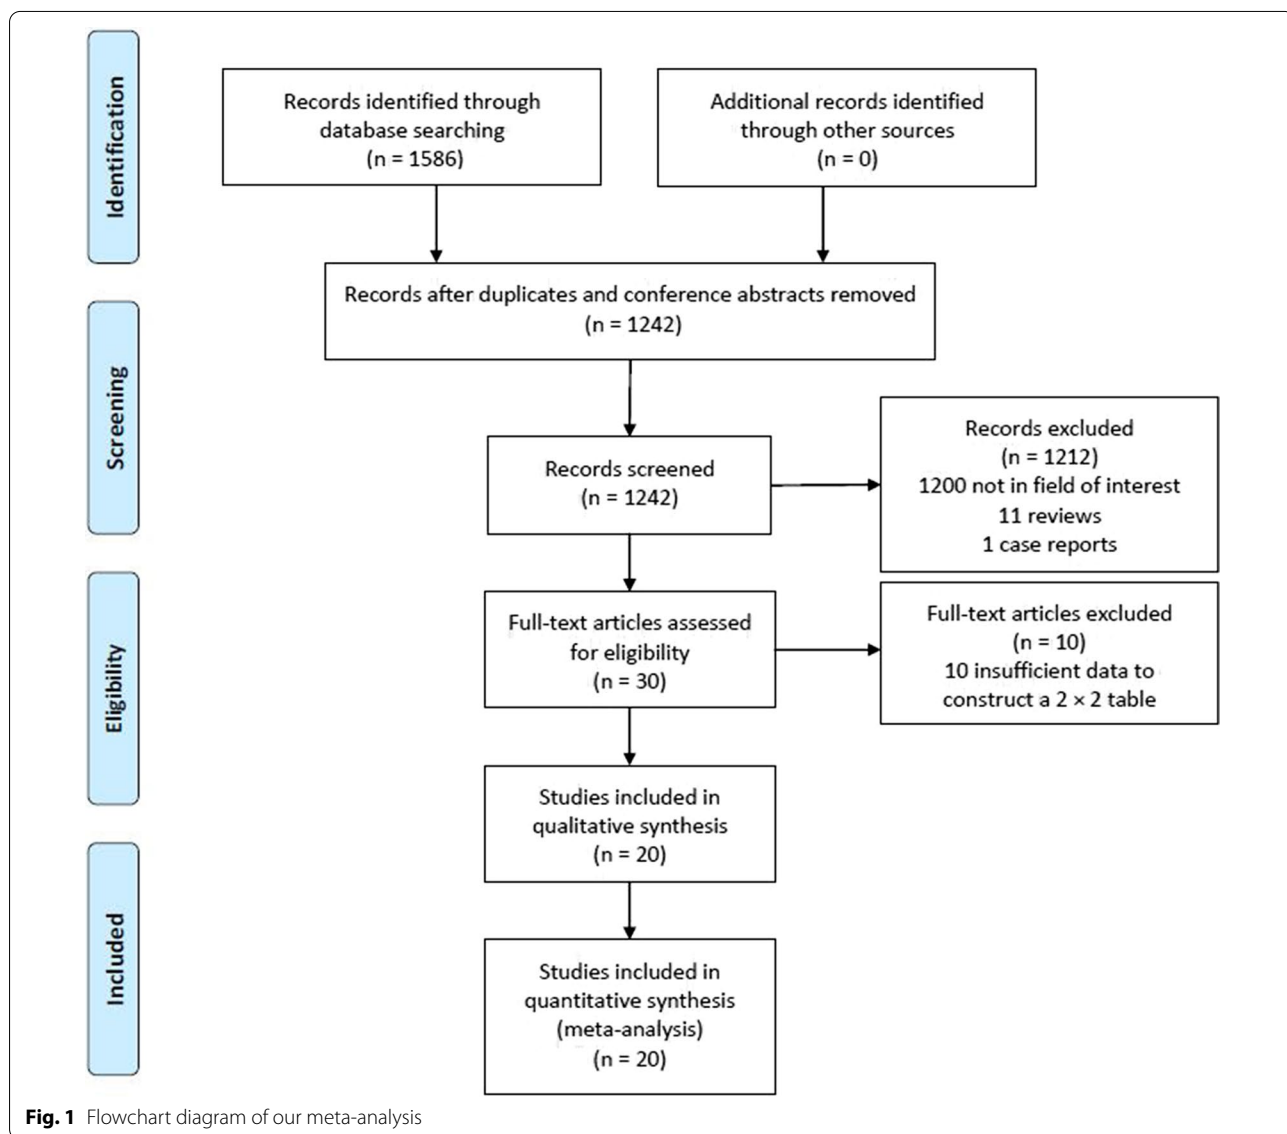 Identification
Records identified through
database searching
(n = 1586)
Additional records identified
through other sources
(n = 0)
Records after duplicates and conference abstracts removed
(n = 1242)
Screening
Records screened
(n = 1242)
Records excluded
(n = 1212)
1200 not in field of interest
11 reviews
1 case reports
Eligibility
Full-text articles assessed
for eligibility
(n = 30)
Full-text articles excluded
(n = 10)
10 insufficient data to
construct a 2 × 2 table
Studies included in
qualitative synthesis
(n = 20)
Included
Studies included in
quantitative synthesis
(meta-analysis)
(n = 20)
Fig. 1 Flowchart diagram of our meta-analysis